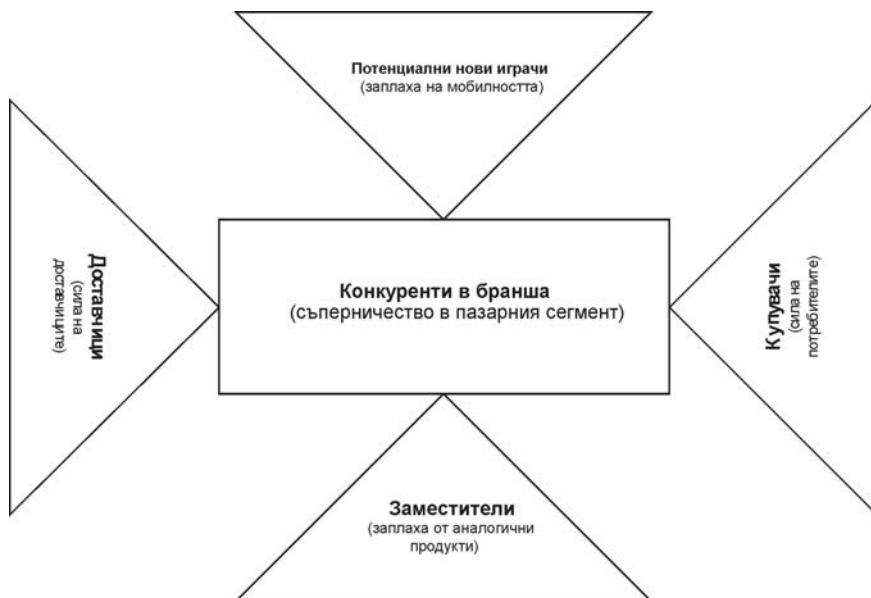 Потенциални нови играчи
(заплаха на мобилността)
Доставчици
(сила на
доставчиците)
Конкуренти в бранша
(съперничество в пазарния сегмент)
Купувачи
(сила на
потребителите)
Заместители
(заплаха от аналогични
продукти)